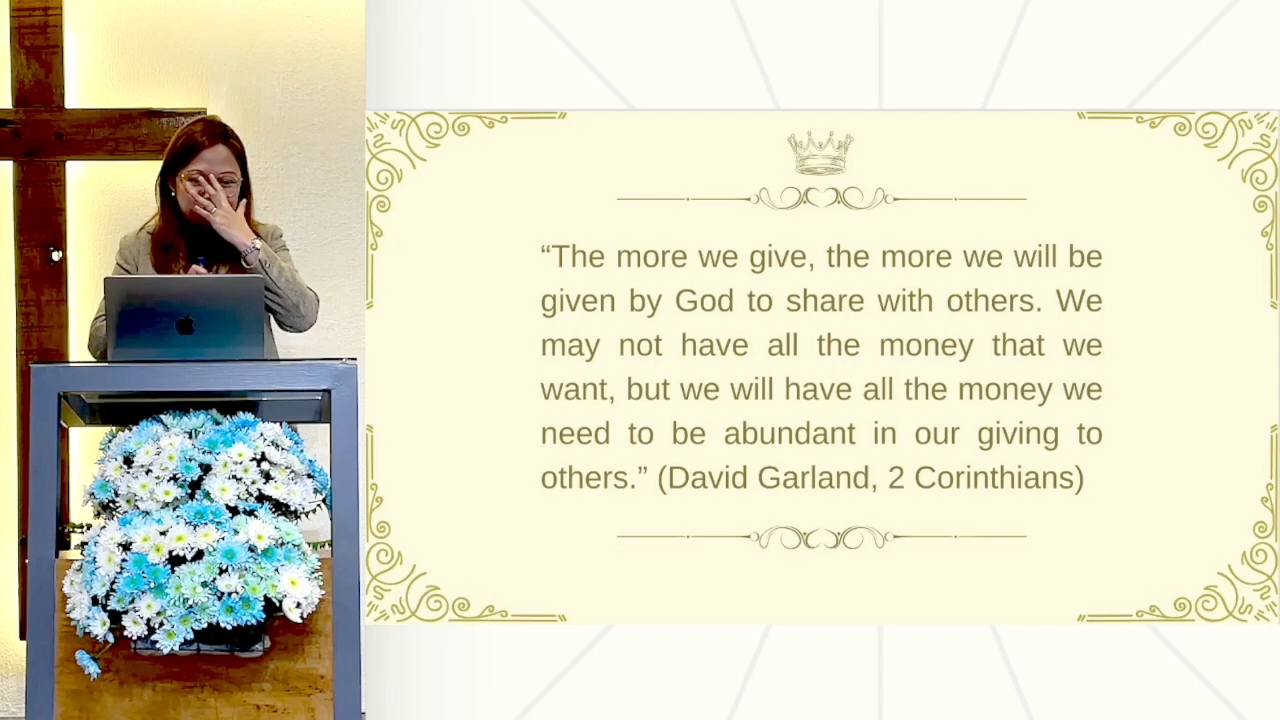 “The more we give, the more we will be
given by God to share with others. We
may not have all the money that we
want, but we will have all the money we
need to be abundant in our giving to
others.” (David Garland, 2 Corinthians)